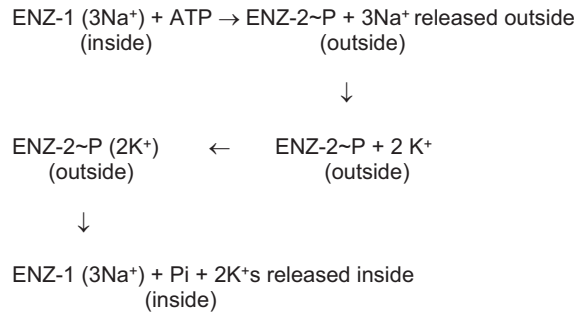 ENZ-1 (3Na⁺) + ATP → ENZ-2~P + 3Na⁺ released outside
(inside) (outside)
↓
ENZ-2~P (2K⁺) ← ENZ-2~P + 2 K⁺
(outside) (outside)
↓
ENZ-1 (3Na⁺) + Pi + 2K⁺s released inside
(inside)